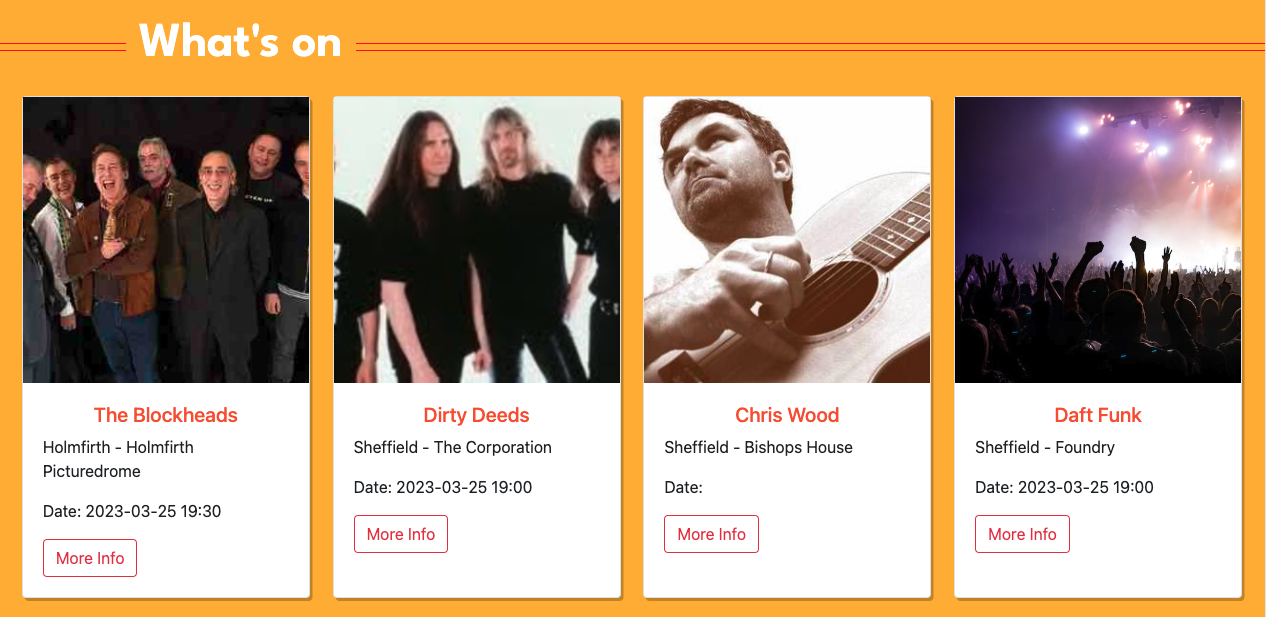 What's on
The Blockheads
Holmfirth - Holmfirth
Picturedrome
Date: 2023-03-25 19:30
More Info
Dirty Deeds
Sheffield - The Corporation
Date: 2023-03-25 19:00
More Info
Chris Wood
Sheffield - Bishops House
Date:
More Info
Daft Funk
Sheffield - Foundry
Date: 2023-03-25 19:00
More Info